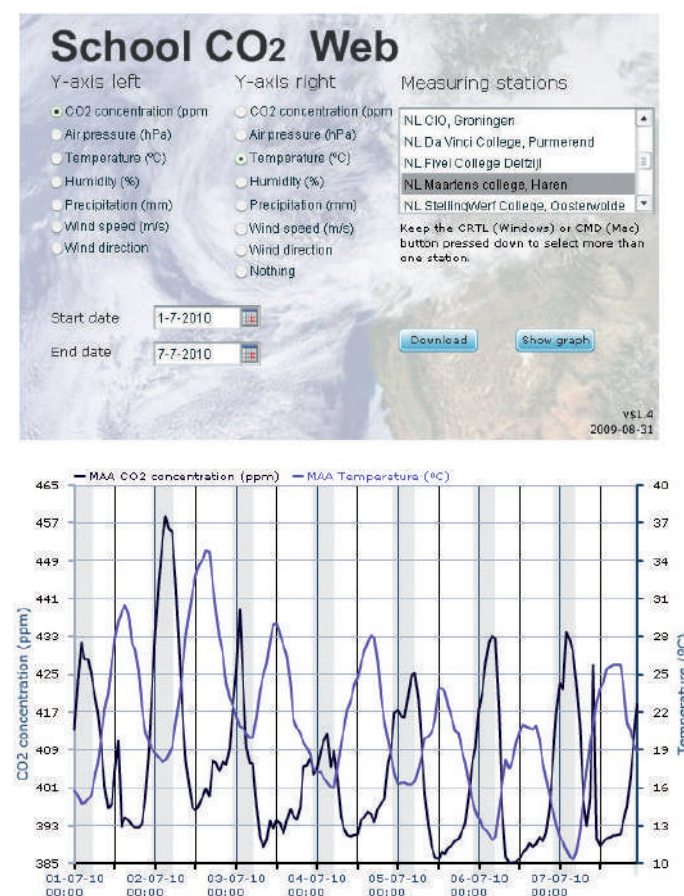 School CO2 Web
Y-axis left
CO2 concentration (ppm
Air pressure (hPa)
Temperature (ºC)
Humidity (%)
Precipitation (mm)
Wind speed (m/s)
Wind direction
Y-axis right
CO2 concentration (ppm
Air pressure (hPa)
Temperature (ºC)
Humidity (%)
Precipitation (mm)
Wind speed (m/s)
Wind direction
Nothing
Measuring stations
NL CIO, Groningen
NL Da Vinci College, Purmerend
NL Fivel College Delfzijl
NL Maartens college, Haren
NL StellingWerf College, Oosterwolde
Keep the CRTL (Windows) or CMD (Mac)
button pressed down to select more than
one station.
Start date 1-7-2010
End date 7-7-2010
Download
Show graph
vs1.4
2009-08-31
MAA CO2 concentration (ppm) MAA Temperature (ºC)
CO2 concentration (ppm)
465
457
449
441
433
425
417
409
401
393
385
40
37
34
31
28
25
22
19
16
13
10
Temperature (ºC)
01-07-10 02-07-10 03-07-10 04-07-10 05-07-10 06-07-10 07-07-10
00:00 00:00 00:00 00:00 00:00 00:00 00:00